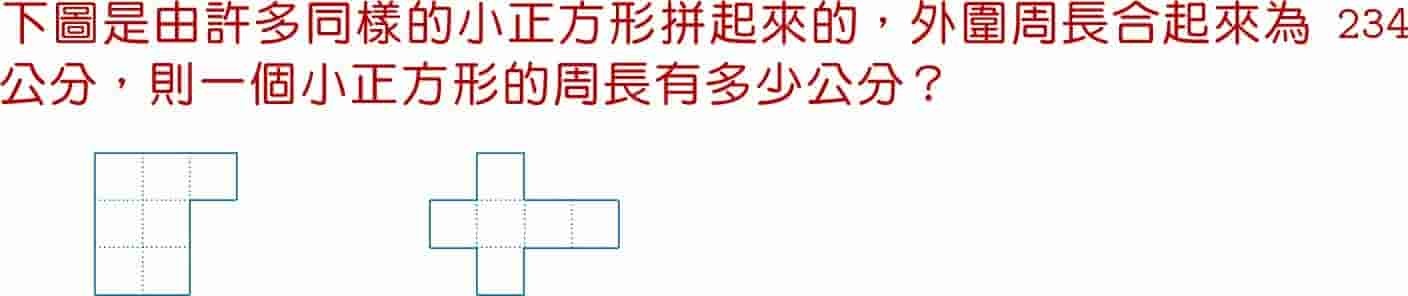 下圖是由許多同樣的小正方形拼起來的，外圍周長合起來為 234
公分，則一個小正方形的周長有多少公分？